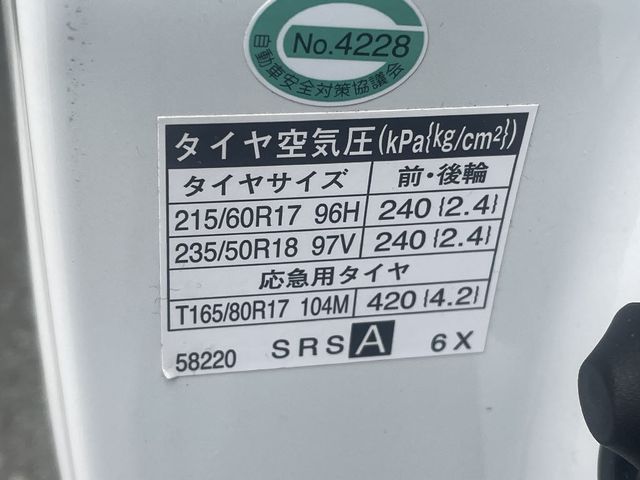 No.4228
自動車安全対策協議会
タイヤ空気圧(kPa{kg/cm²})
タイヤサイズ 前・後輪
215/60R17 96H 240{2.4}
235/50R18 97V 240{2.4}
応急用タイヤ
T165/80R17 104M 420{4.2}
58220 SRS A 6X